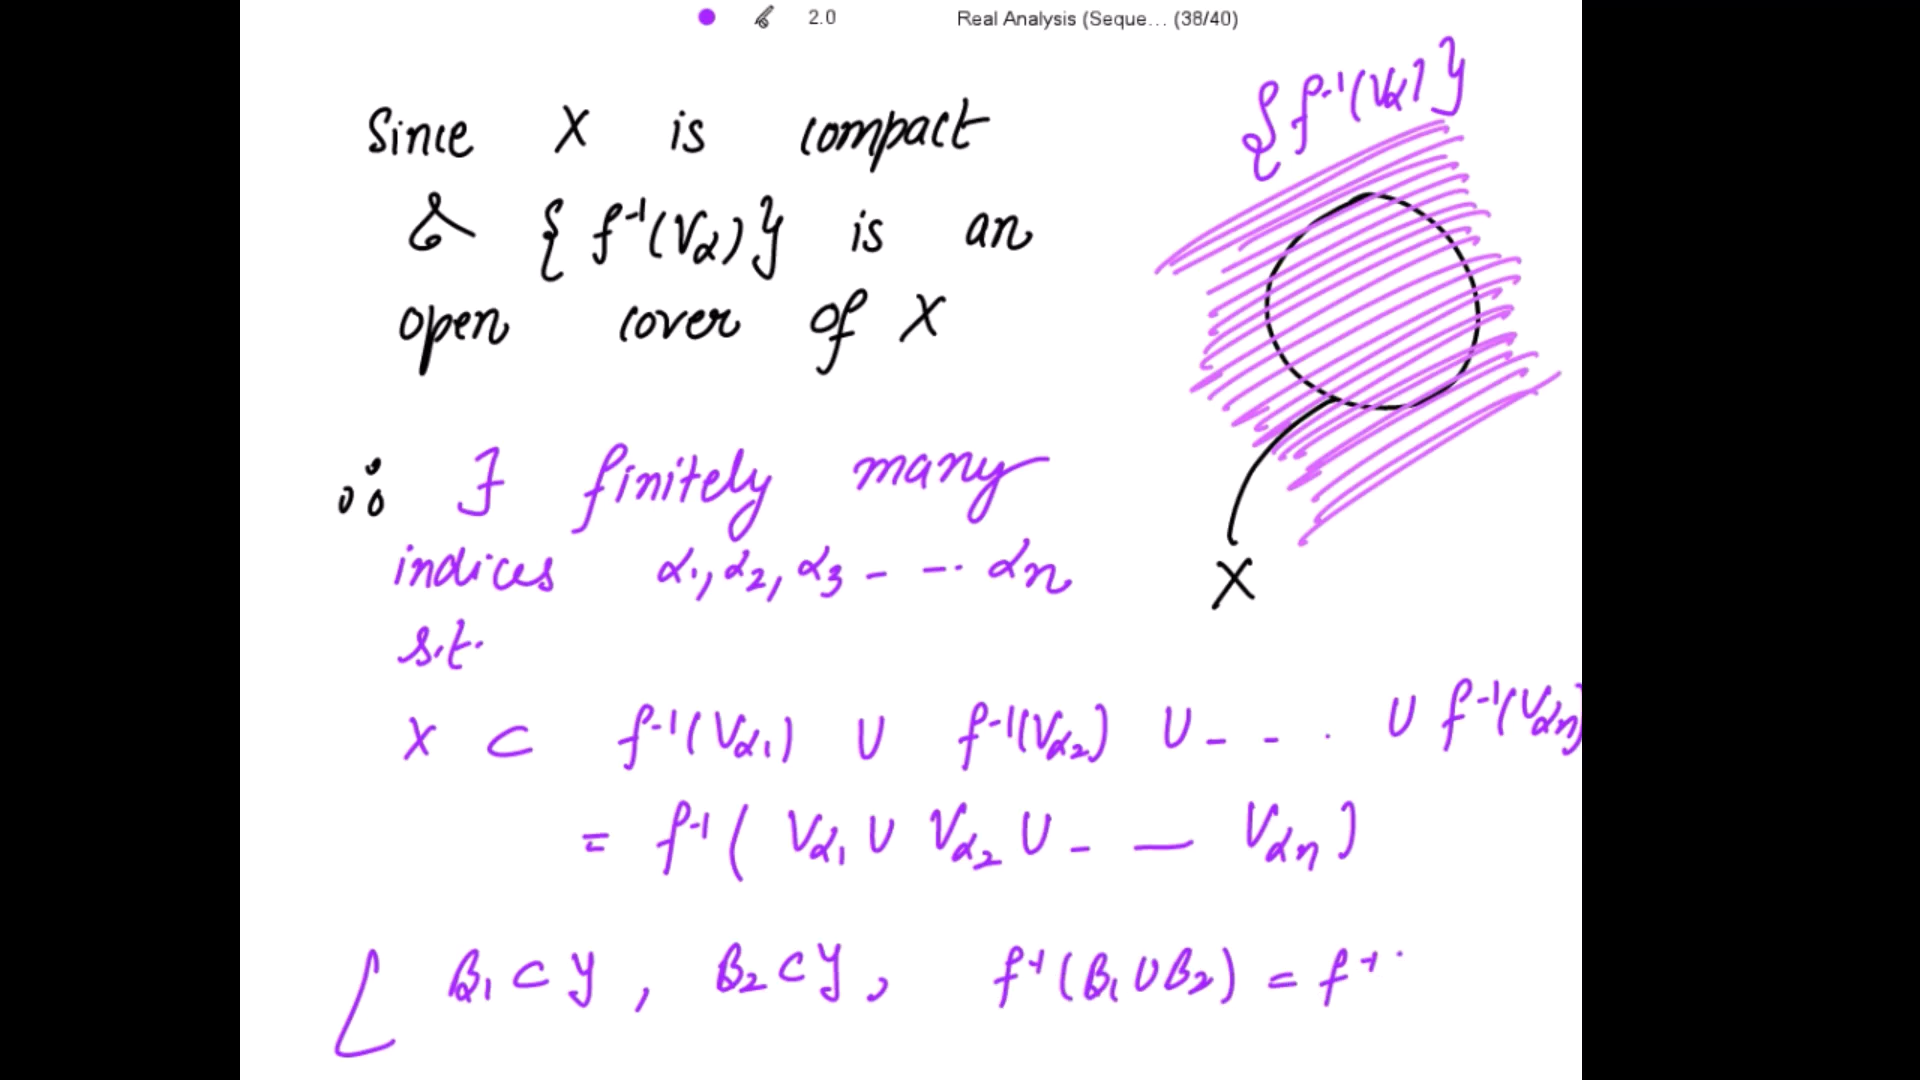 2.0 Real Analysis (Seque... (38/40)
{f⁻¹(Vα)}
Since X is compact
& {f⁻¹(Vα)} is an
open cover of X
∴ ∃ finitely many
indices α₁, α₂, α₃ - - -· αn
s.t.
X
X ⊂ f⁻¹(Vα₁) ∪ f⁻¹(Vα₂) ∪ - - · ∪ f⁻¹(Vαn)
= f⁻¹( Vα₁ ∪ Vα₂ ∪ - — Vαn )
[ B₁ ⊂ Y, B₂ ⊂ Y, f⁻¹(B₁ ∪ B₂) = f⁻¹